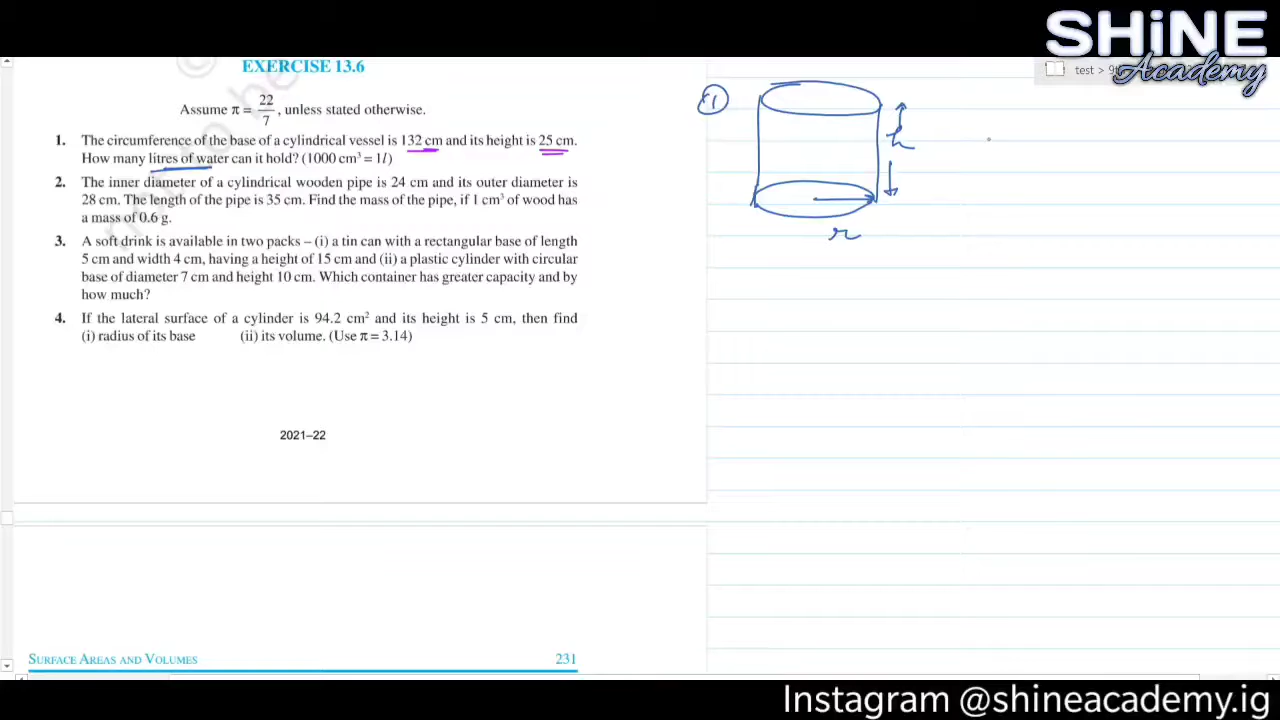 SHiNE
Academy
test > 9t
EXERCISE 13.6
Assume π = 22/7, unless stated otherwise.
1. The circumference of the base of a cylindrical vessel is 132 cm and its height is 25 cm.
How many litres of water can it hold? (1000 cm³ = 1l)
2. The inner diameter of a cylindrical wooden pipe is 24 cm and its outer diameter is
28 cm. The length of the pipe is 35 cm. Find the mass of the pipe, if 1 cm³ of wood has
a mass of 0.6 g.
3. A soft drink is available in two packs – (i) a tin can with a rectangular base of length
5 cm and width 4 cm, having a height of 15 cm and (ii) a plastic cylinder with circular
base of diameter 7 cm and height 10 cm. Which container has greater capacity and by
how much?
4. If the lateral surface of a cylinder is 94.2 cm² and its height is 5 cm, then find
(i) radius of its base (ii) its volume. (Use π = 3.14)
2021–22
SURFACE AREAS AND VOLUMES 231
h
r
Instagram @shineacademy.ig